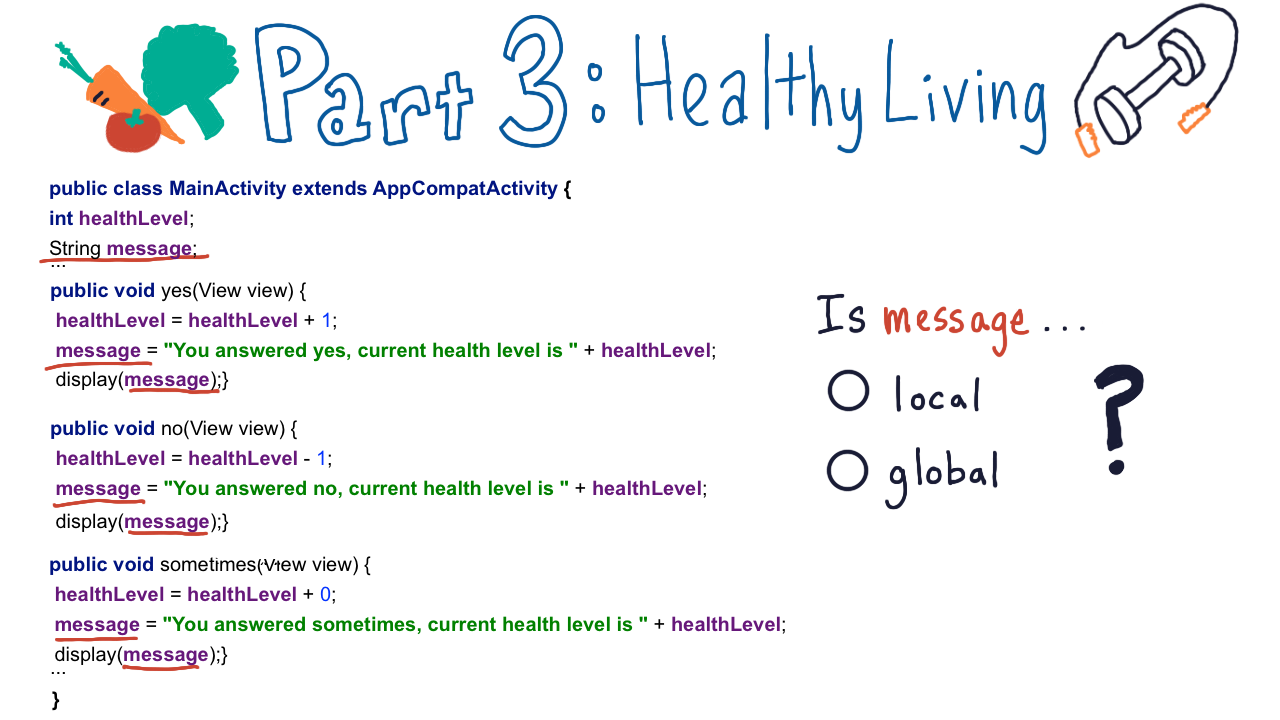 Part 3: Healthy Living
public class MainActivity extends AppCompatActivity {
int healthLevel;
String message;
...
public void yes(View view) {
healthLevel = healthLevel + 1;
message = "You answered yes, current health level is " + healthLevel;
display(message);}
public void no(View view) {
healthLevel = healthLevel - 1;
message = "You answered no, current health level is " + healthLevel;
display(message);}
public void sometimes(View view) {
healthLevel = healthLevel + 0;
message = "You answered sometimes, current health level is " + healthLevel;
display(message);}
...
}
Is message ...
local
global
?